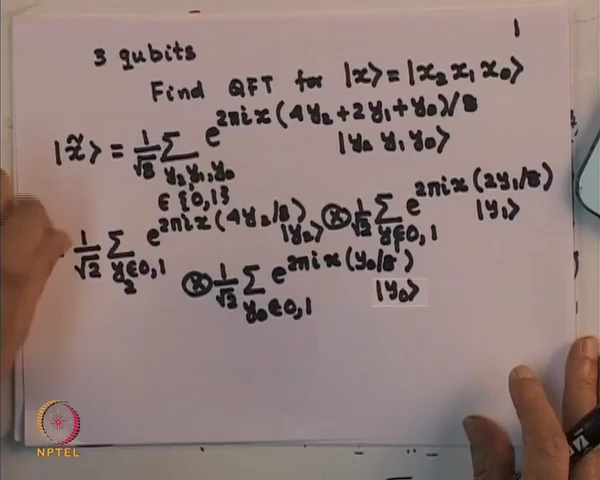 1
3 qubits
Find QFT for |x⟩ = |x₂ x₁ x₀⟩
|x̃⟩ = 1/√8 Σ e^{2πix(4y₂+2y₁+y₀)/8} |y₂ y₁ y₀⟩
y₂,y₁,y₀ ∈ {0,1}
1/√2 Σ e^{2πix(4y₂/8)} |y₂⟩ ⊗ 1/√2 Σ e^{2πix(2y₁/8)} |y₁⟩
y₂∈0,1 y₁∈0,1
⊗ 1/√2 Σ e^{2πix(y₀/8)} |y₀⟩
y₀∈0,1
NPTEL